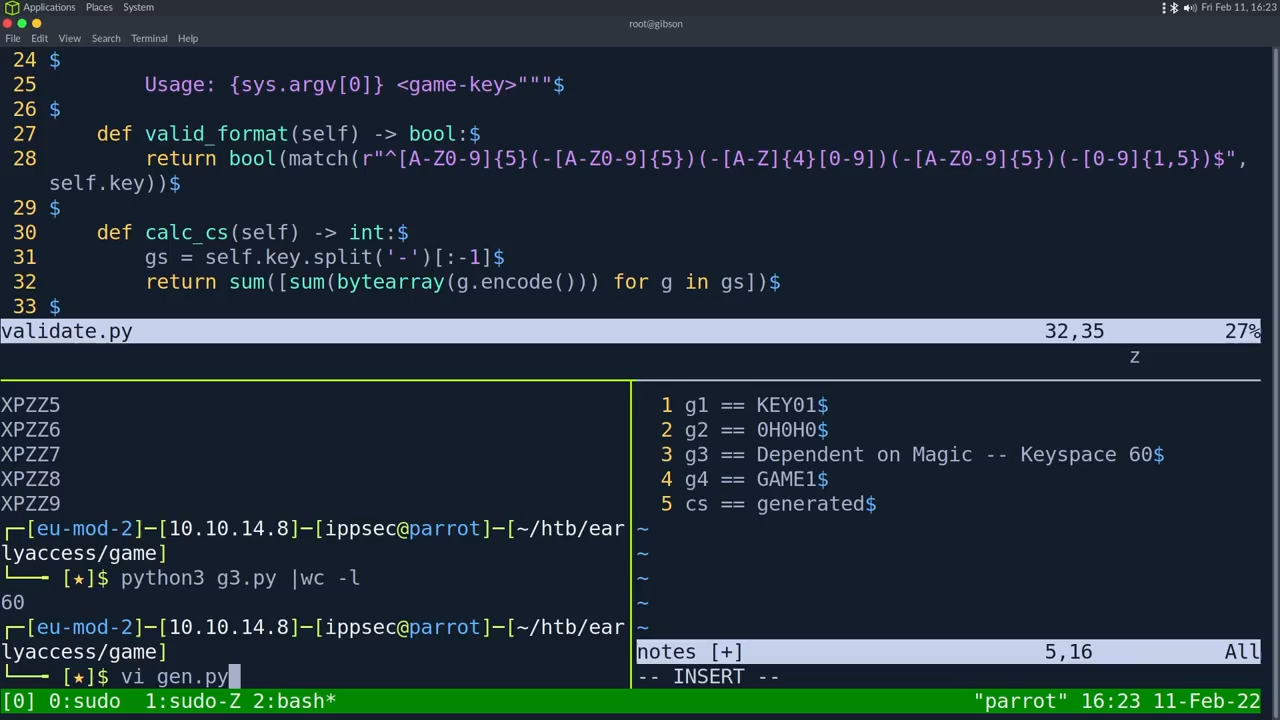 Applications Places System
Fri Feb 11, 16:23
root@gibson
File Edit View Search Terminal Help
24 $
25         Usage: {sys.argv[0]} <game-key>"""$
26 $
27     def valid_format(self) -> bool:$
28         return bool(match(r"^[A-Z0-9]{5}(-[A-Z0-9]{5})(-[A-Z]{4}[0-9])(-[A-Z0-9]{5})(-[0-9]{1,5})$",
self.key))$
29 $
30     def calc_cs(self) -> int:$
31         gs = self.key.split('-')[:-1]$
32         return sum([sum(bytearray(g.encode())) for g in gs])$
33 $
validate.py 32,35 27%
z
XPZZ5
XPZZ6
XPZZ7
XPZZ8
XPZZ9
┌─[eu-mod-2]─[10.10.14.8]─[ippsec@parrot]─[~/htb/ear
lyaccess/game]
└──╼ [★]$ python3 g3.py |wc -l
60
┌─[eu-mod-2]─[10.10.14.8]─[ippsec@parrot]─[~/htb/ear
lyaccess/game]
└──╼ [★]$ vi gen.py
1 g1 == KEY01$
2 g2 == 0H0H0$
3 g3 == Dependent on Magic -- Keyspace 60$
4 g4 == GAME1$
5 cs == generated$
~
~
~
~
~
notes [+] 5,16 All
-- INSERT --
[0] 0:sudo  1:sudo-Z 2:bash* "parrot" 16:23 11-Feb-22